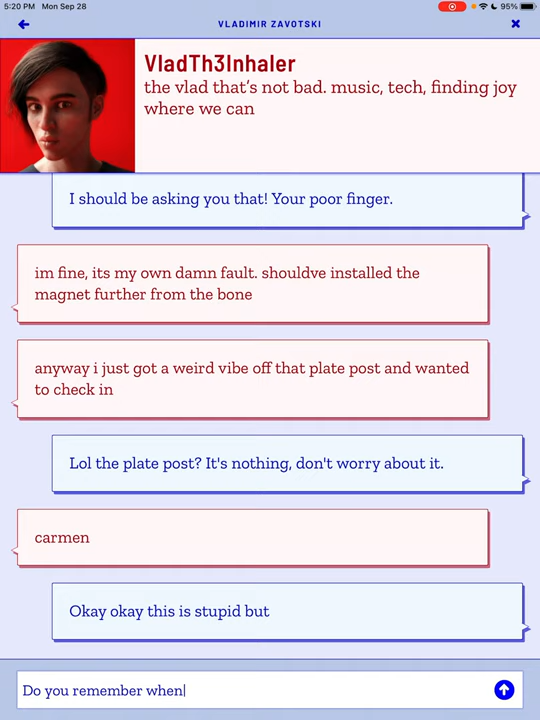 5:20 PM Mon Sep 28
95%
VLADIMIR ZAVOTSKI
VladTh3Inhaler
the vlad that's not bad. music, tech, finding joy
where we can
I should be asking you that! Your poor finger.
im fine, its my own damn fault. shouldve installed the
magnet further from the bone
anyway i just got a weird vibe off that plate post and wanted
to check in
Lol the plate post? It's nothing, don't worry about it.
carmen
Okay okay this is stupid but
Do you remember when